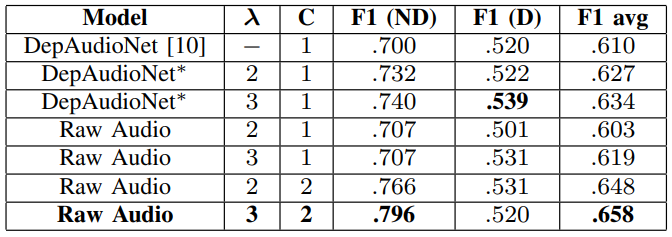 Model λ C F1 (ND) F1 (D) F1 avg
DepAudioNet [10] − 1 .700 .520 .610
DepAudioNet* 2 1 .732 .522 .627
DepAudioNet* 3 1 .740 .539 .634
Raw Audio 2 1 .707 .501 .603
Raw Audio 3 1 .707 .531 .619
Raw Audio 2 2 .766 .531 .648
Raw Audio 3 2 .796 .520 .658